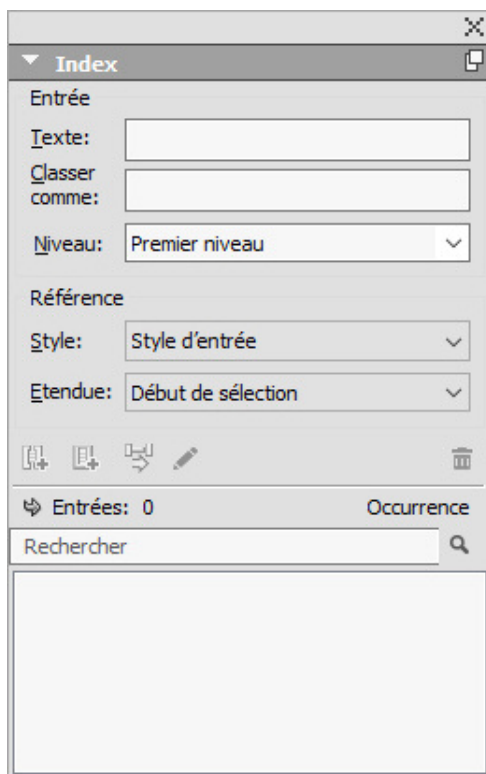 Index
Entrée
Texte:
Classer
comme:
Niveau: Premier niveau
Référence
Style: Style d'entrée
Etendue: Début de sélection
Entrées: 0 Occurrence
Rechercher